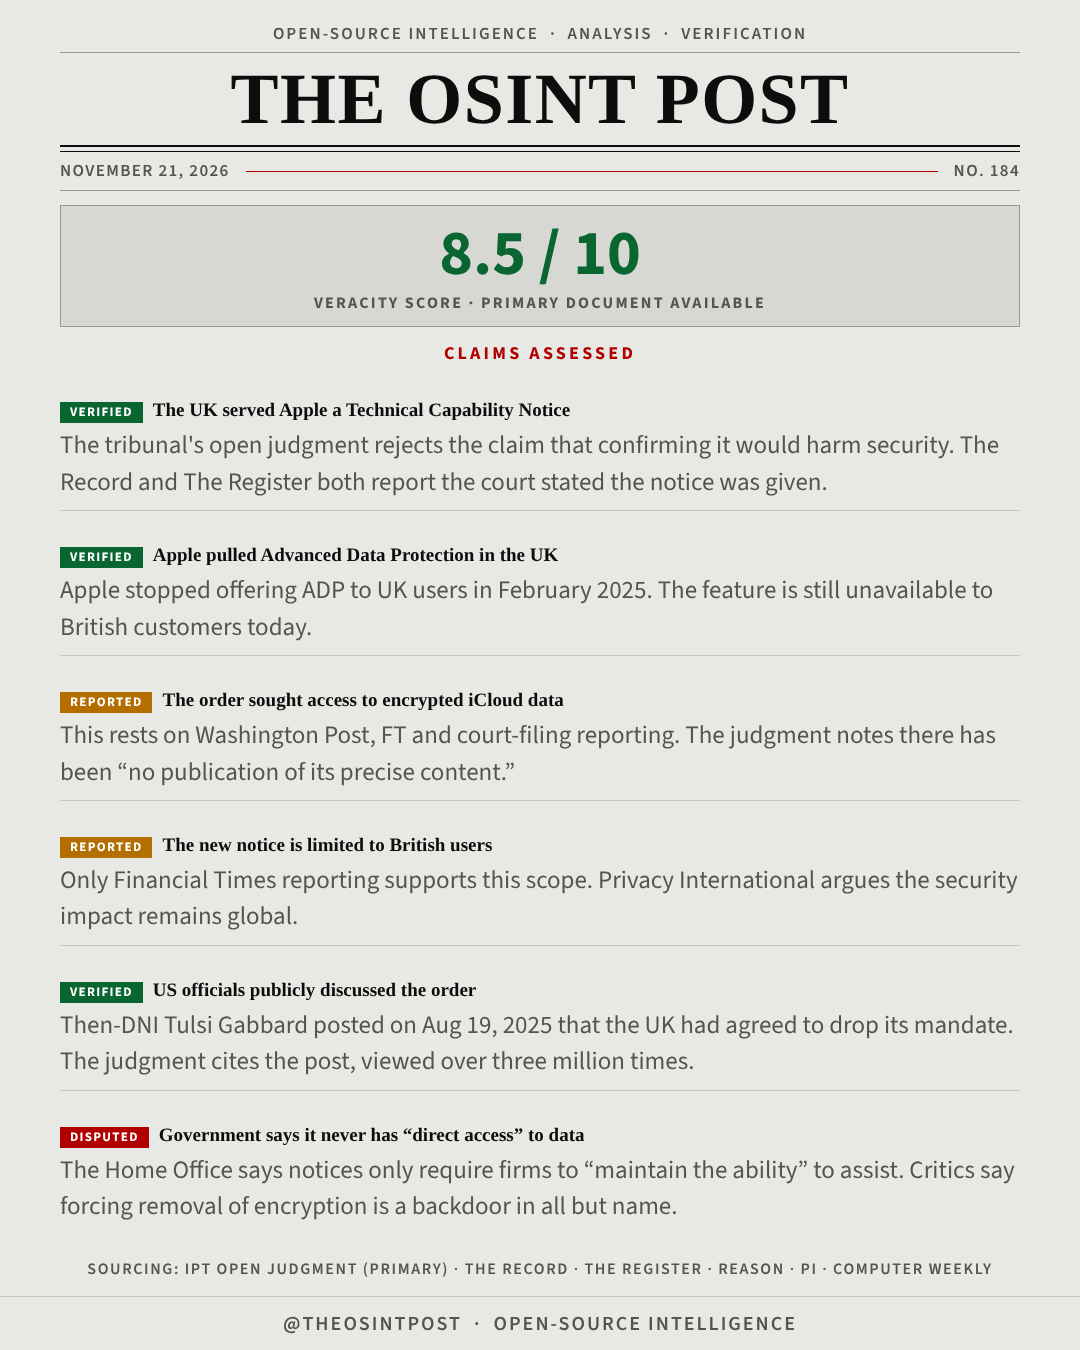 OPEN-SOURCE INTELLIGENCE · ANALYSIS · VERIFICATION
THE OSINT POST
NOVEMBER 21, 2026
NO. 184
8.5 / 10
VERACITY SCORE · PRIMARY DOCUMENT AVAILABLE
CLAIMS ASSESSED
VERIFIED The UK served Apple a Technical Capability Notice
The tribunal's open judgment rejects the claim that confirming it would harm security. The
Record and The Register both report the court stated the notice was given.
VERIFIED Apple pulled Advanced Data Protection in the UK
Apple stopped offering ADP to UK users in February 2025. The feature is still unavailable to
British customers today.
REPORTED The order sought access to encrypted iCloud data
This rests on Washington Post, FT and court-filing reporting. The judgment notes there has
been “no publication of its precise content.”
REPORTED The new notice is limited to British users
Only Financial Times reporting supports this scope. Privacy International argues the security
impact remains global.
VERIFIED US officials publicly discussed the order
Then-DNI Tulsi Gabbard posted on Aug 19, 2025 that the UK had agreed to drop its mandate.
The judgment cites the post, viewed over three million times.
DISPUTED Government says it never has “direct access” to data
The Home Office says notices only require firms to “maintain the ability” to assist. Critics say
forcing removal of encryption is a backdoor in all but name.
SOURCING: IPT OPEN JUDGMENT (PRIMARY) · THE RECORD · THE REGISTER · REASON · PI · COMPUTER WEEKLY
@THEOSINTPOST · OPEN-SOURCE INTELLIGENCE